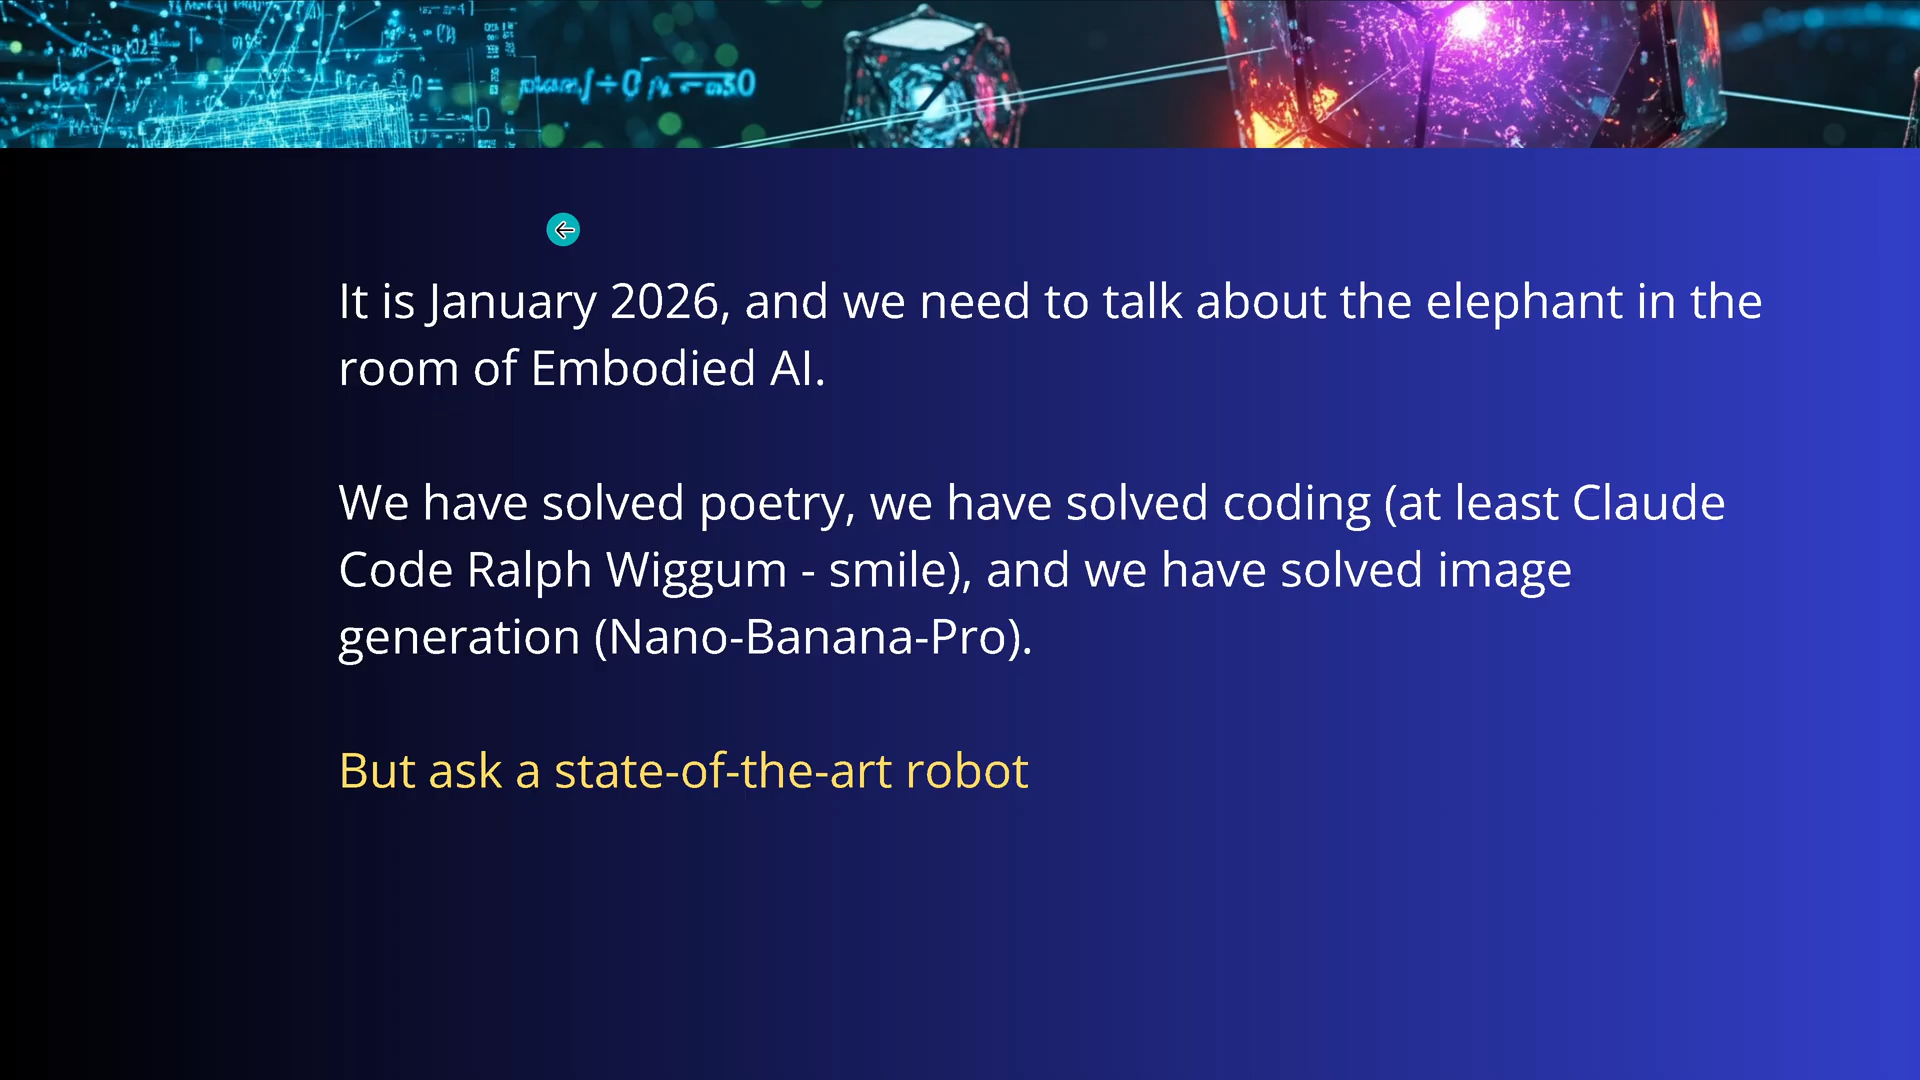 It is January 2026, and we need to talk about the elephant in the
room of Embodied AI.
We have solved poetry, we have solved coding (at least Claude
Code Ralph Wiggum - smile), and we have solved image
generation (Nano-Banana-Pro).
But ask a state-of-the-art robot